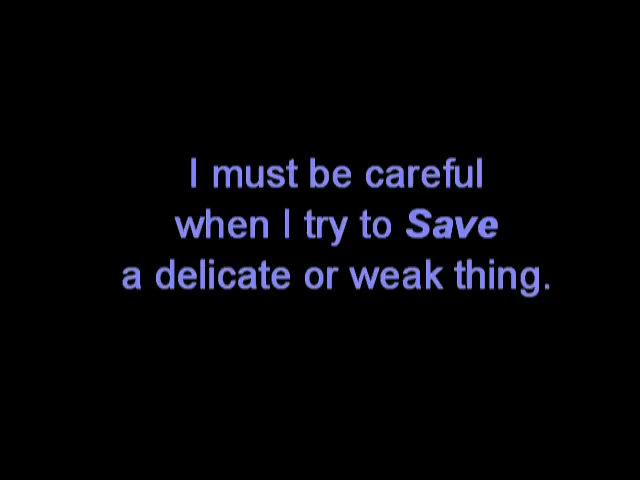 I must be careful
when I try to Save
a delicate or weak thing.